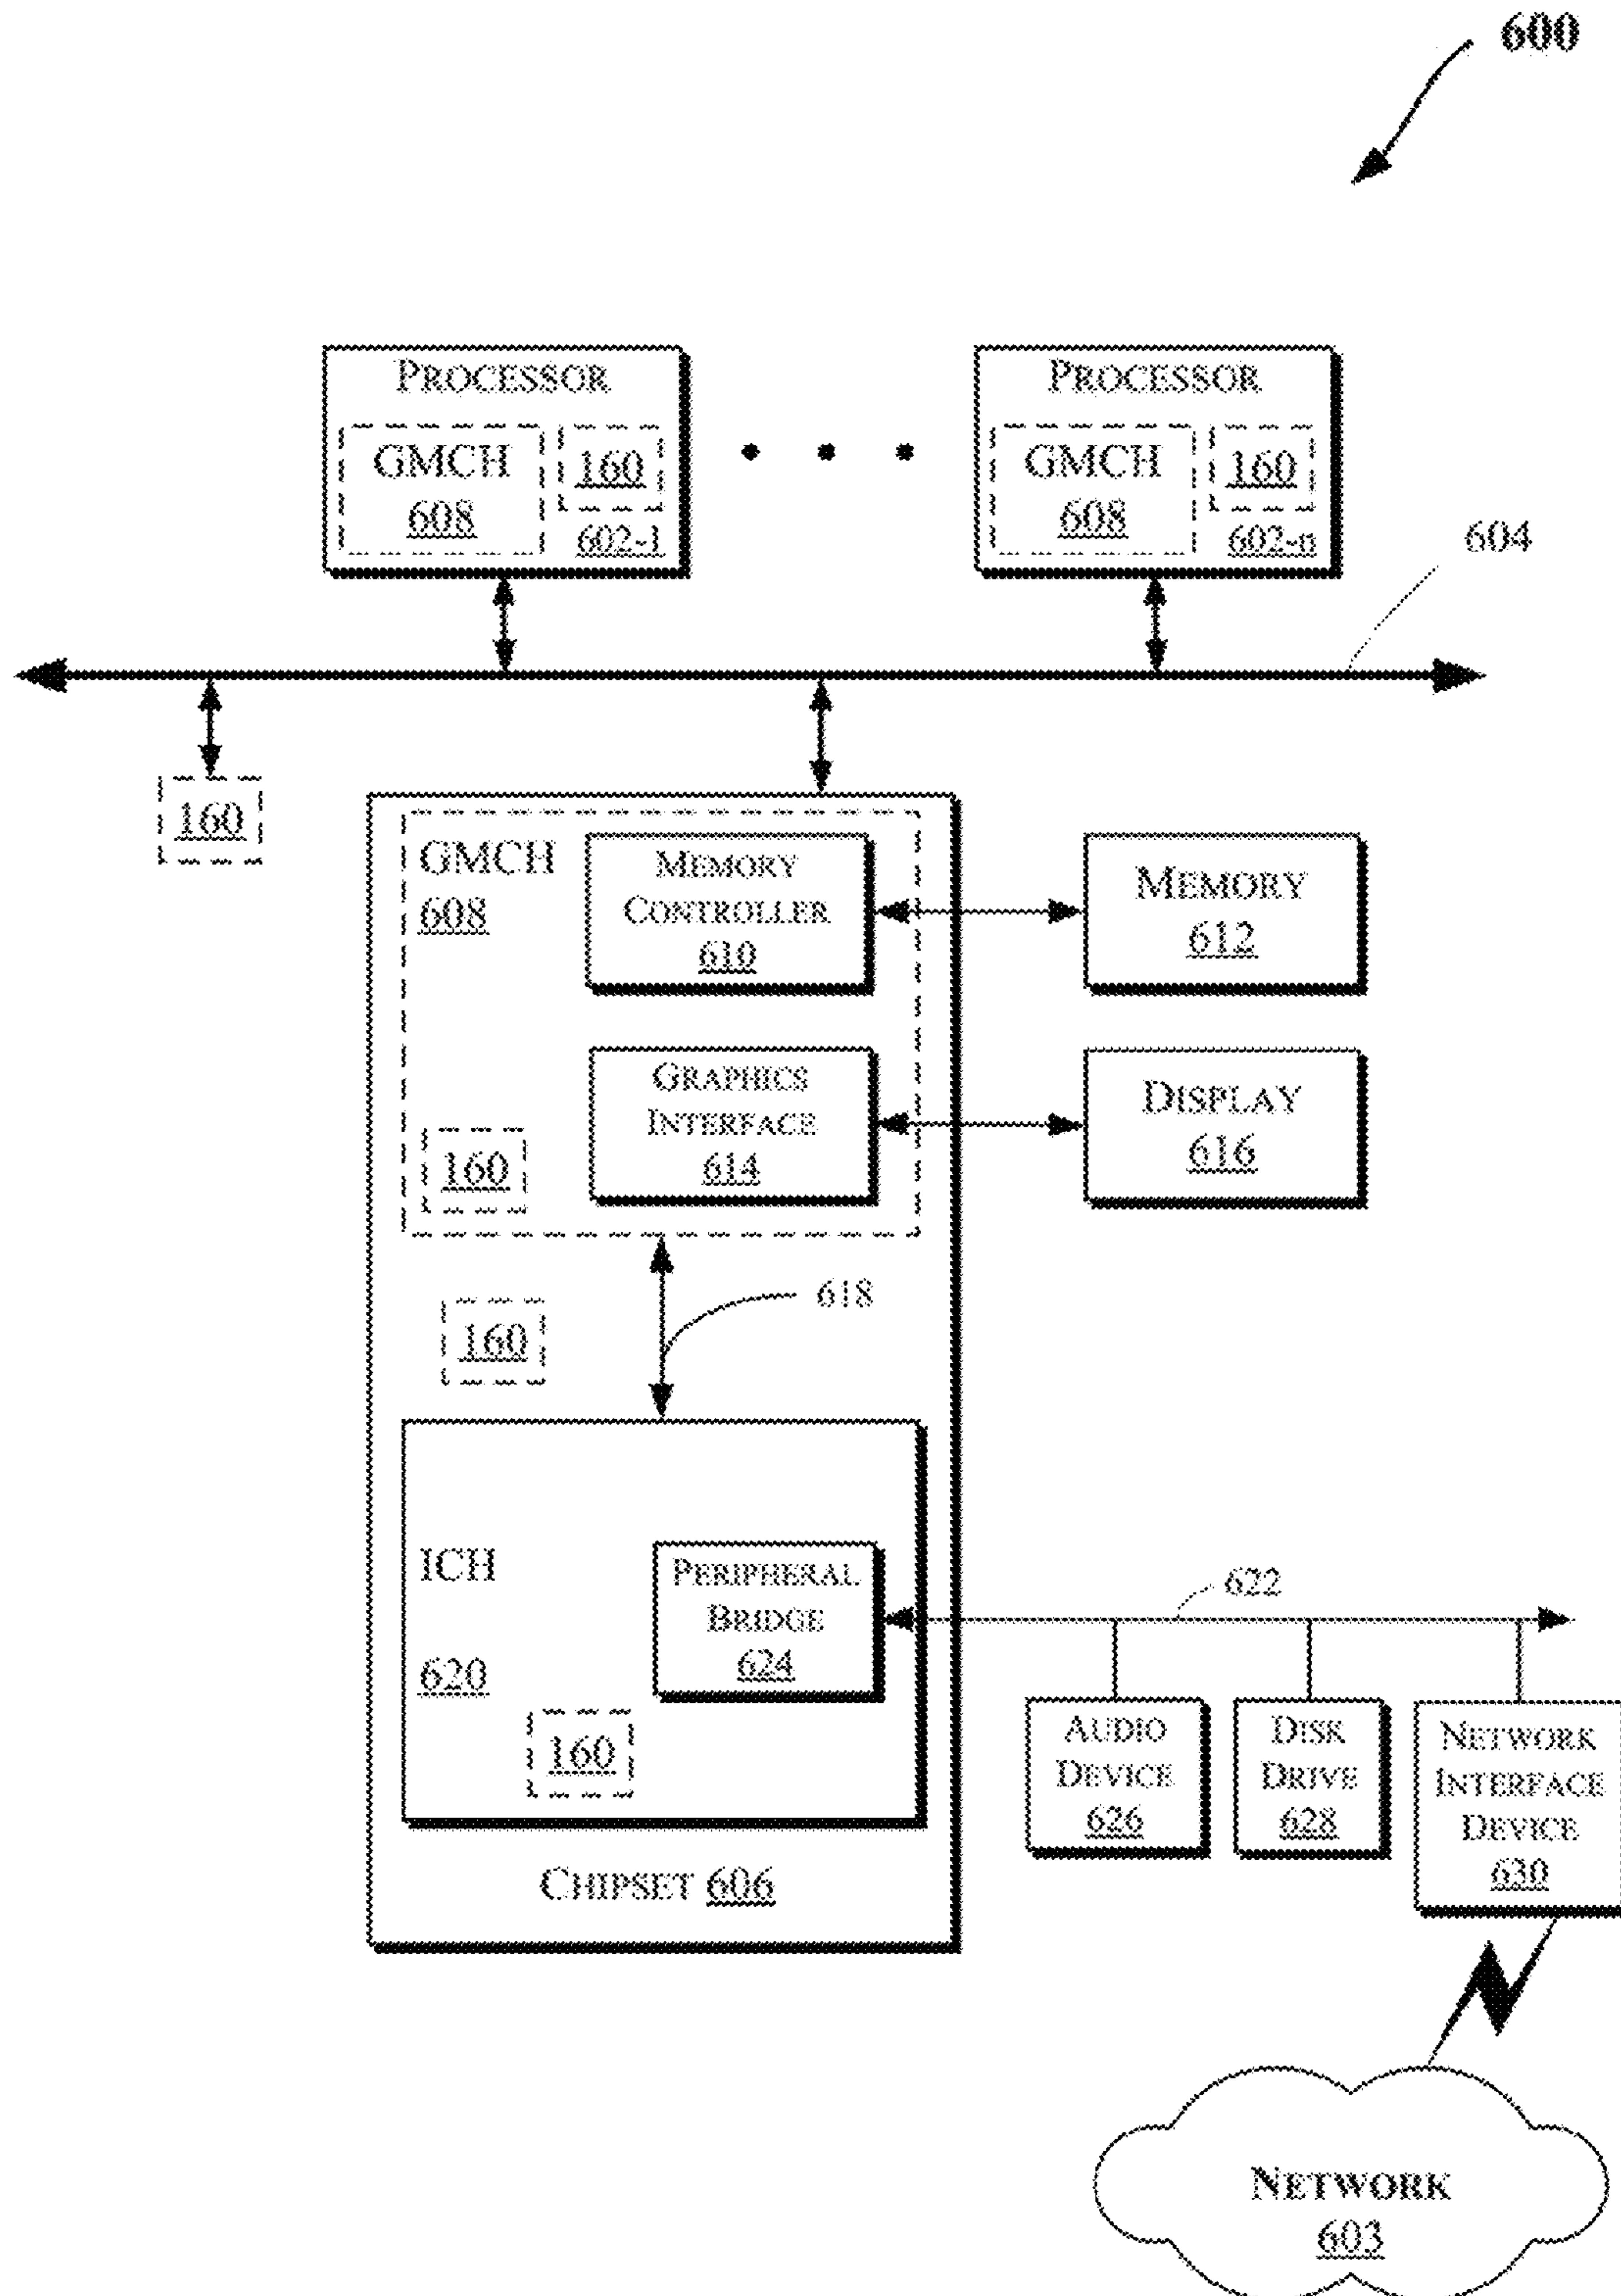 600
PROCESSOR
GMCH
608
160
602-1
PROCESSOR
GMCH
608
160
602-n
604
160
GMCH
608
MEMORY
CONTROLLER
610
MEMORY
612
GRAPHICS
INTERFACE
614
DISPLAY
616
160
618
160
ICH
620
PERIPHERAL
BRIDGE
624
622
160
AUDIO
DEVICE
626
DISK
DRIVE
628
NETWORK
INTERFACE
DEVICE
630
CHIPSET 606
NETWORK
603